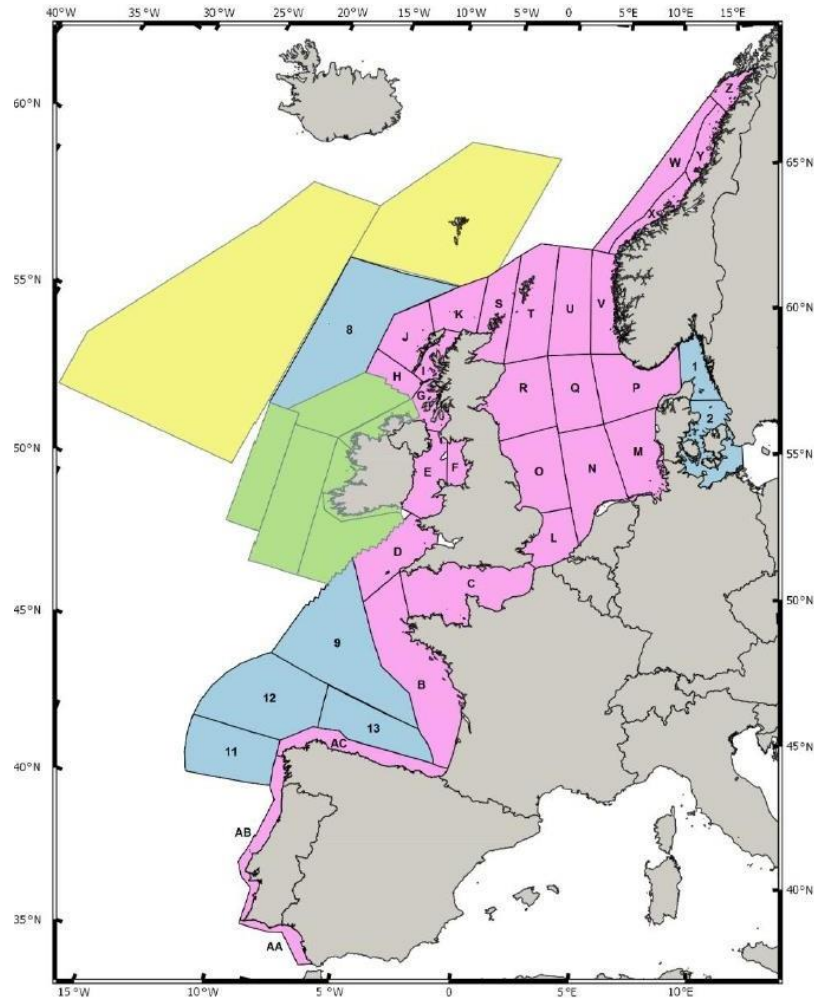 40°W 15°W 30°W 25°W 20°W 15°W 10°W 5°W 0 5°E 10°E 15°E
60°N
65°N
55°N
60°N
50°N
55°N
45°N
50°N
40°N
45°N
35°N
40°N
15°W 10°W 5°W 0 5°E 10°E
Z
W Y
X
S
K T U V
8 J
I
H
G
R Q P
1
2
E F
O N M
L
D
C
9
B
12
13
11
AC
AB
AA